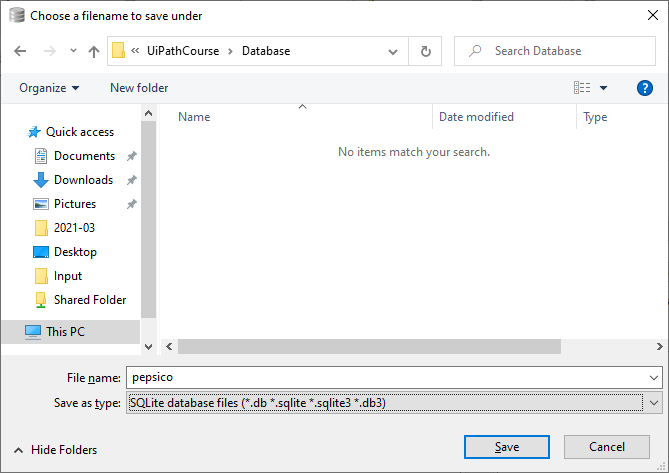 Choose a filename to save under
« UiPathCourse > Database
Search Database
Organize
New folder
?
Name
Date modified
Type
No items match your search.
Quick access
Documents
Downloads
Pictures
2021-03
Desktop
Input
Shared Folder
This PC
File name: pepsico
Save as type: SQLite database files (*.db *.sqlite *.sqlite3 *.db3)
Hide Folders
Save
Cancel